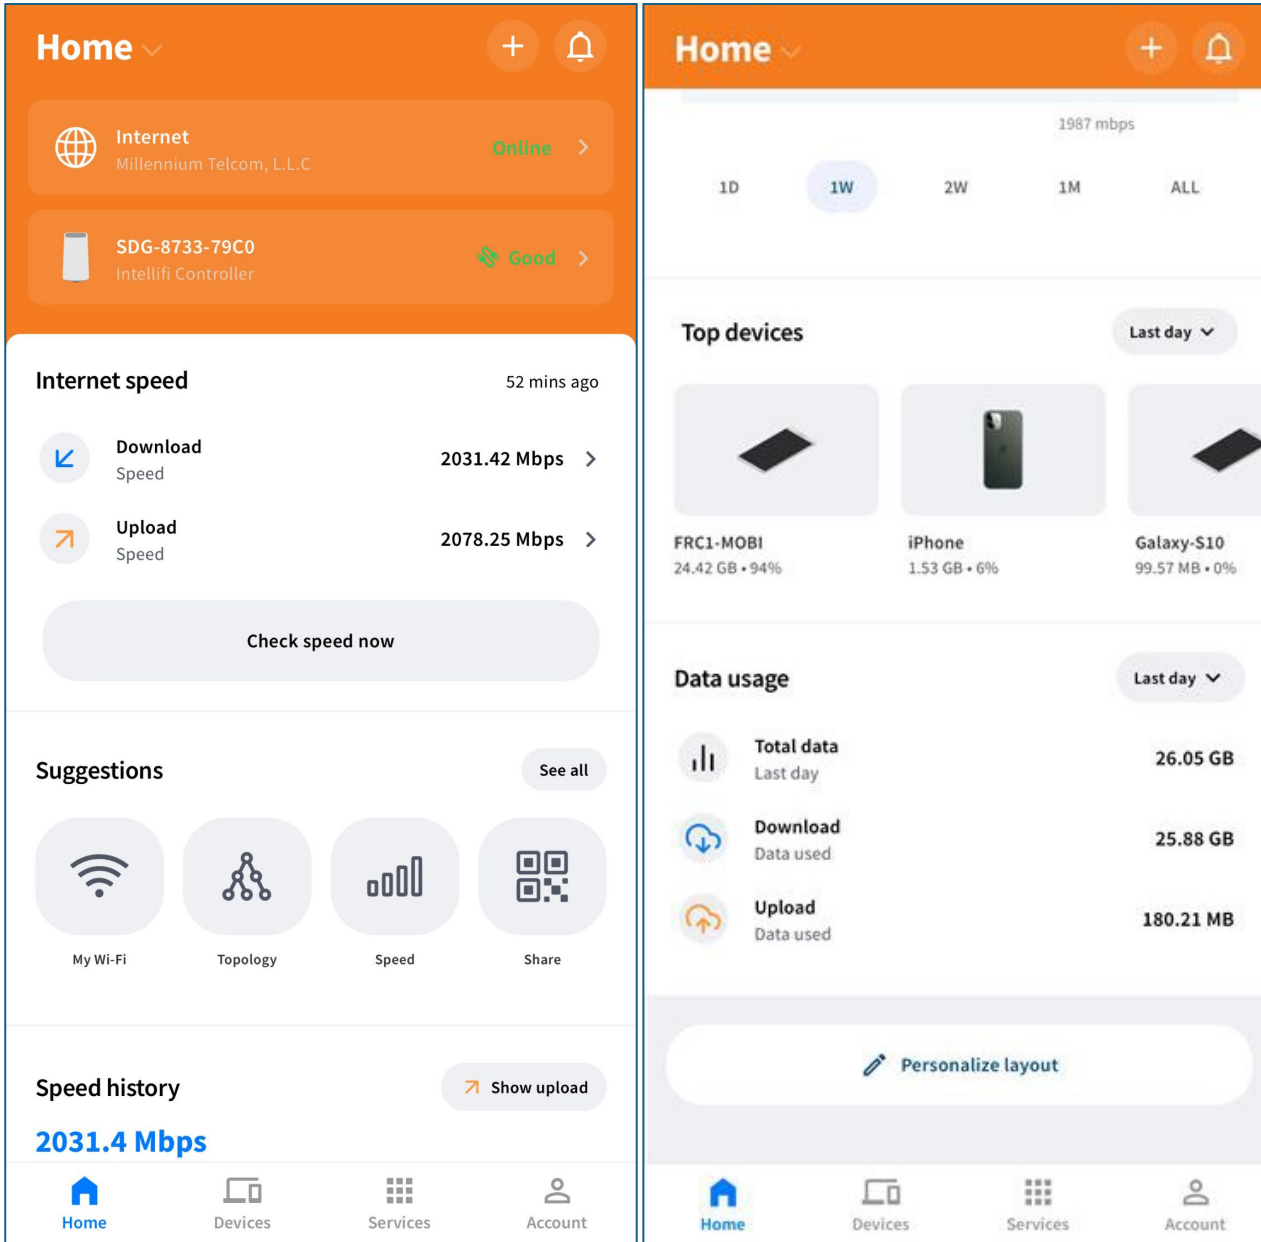 Home
Internet
Millennium Telcom, L.L.C
Online
SDG-8733-79C0
Intellifi Controller
Good
Internet speed
52 mins ago
Download
Speed
2031.42 Mbps
Upload
Speed
2078.25 Mbps
Check speed now
Suggestions
See all
My Wi-Fi
Topology
Speed
Share
Speed history
Show upload
2031.4 Mbps
Home
Devices
Services
Account
Home
1987 mbps
1D
1W
2W
1M
ALL
Top devices
Last day
FRC1-MOBI
24.42 GB • 94%
iPhone
1.53 GB • 6%
Galaxy-S10
99.57 MB • 0%
Data usage
Last day
Total data
Last day
26.05 GB
Download
Data used
25.88 GB
Upload
Data used
180.21 MB
Personalize layout
Home
Devices
Services
Account